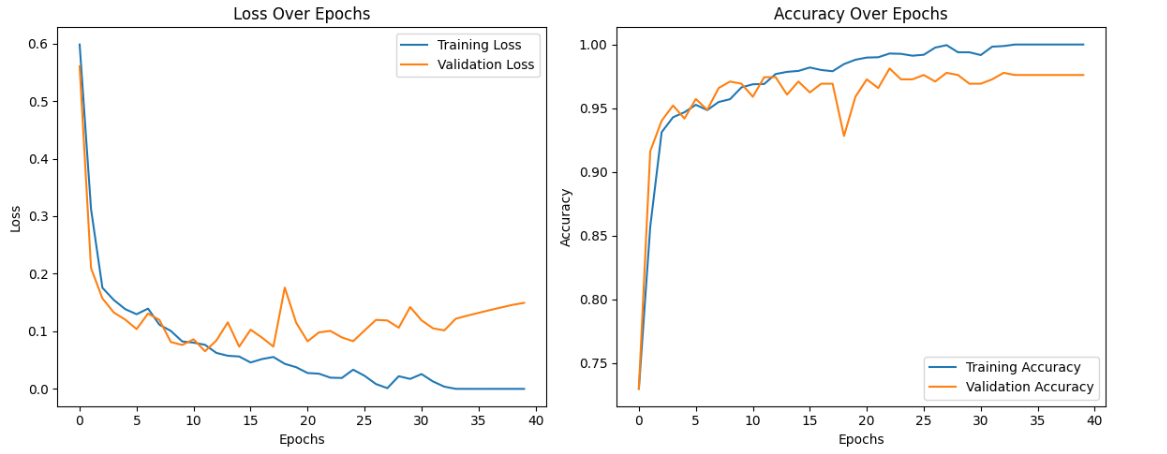 Loss Over Epochs
Training Loss
Validation Loss
0.6
0.5
0.4
0.3
0.2
0.1
0.0
Loss
0 5 10 15 20 25 30 35 40
Epochs
Accuracy Over Epochs
1.00
0.95
0.90
0.85
0.80
0.75
Accuracy
Training Accuracy
Validation Accuracy
0 5 10 15 20 25 30 35 40
Epochs